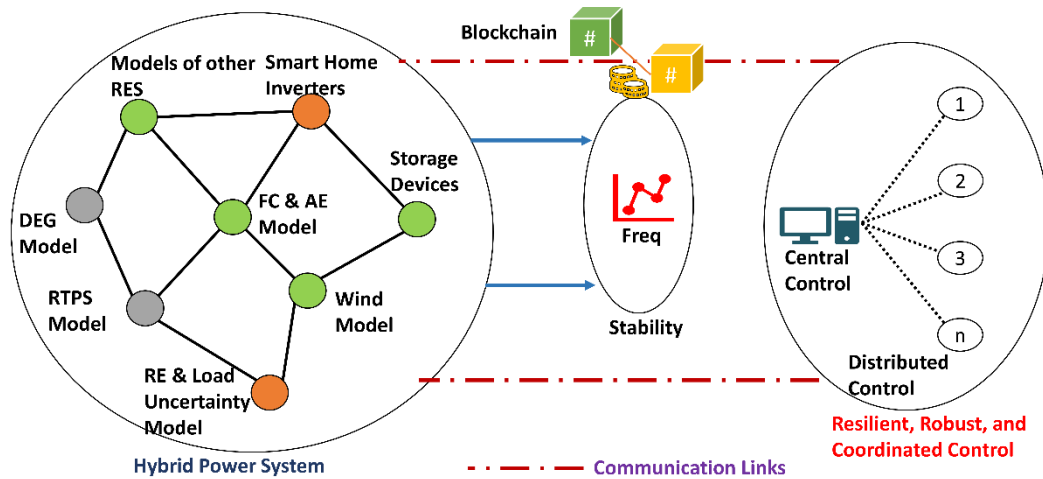 Blockchain
#
#
Models of other
RES
Smart Home
Inverters
Storage
Devices
FC & AE
Model
DEG
Model
RTPS
Model
Wind
Model
RE & Load
Uncertainty
Model
Hybrid Power System
Freq
Stability
1
2
3
n
Central
Control
Distributed
Control
Resilient, Robust, and
Coordinated Control
Communication Links